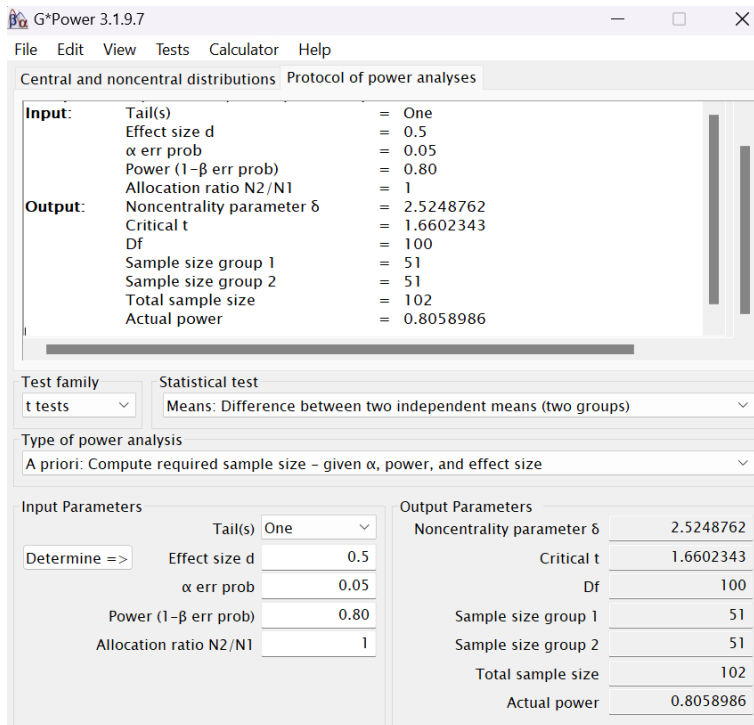 G*Power 3.1.9.7
File Edit View Tests Calculator Help
Central and noncentral distributions Protocol of power analyses
Input: Tail(s) = One
Effect size d = 0.5
α err prob = 0.05
Power (1-β err prob) = 0.80
Allocation ratio N2/N1 = 1
Output: Noncentrality parameter δ = 2.5248762
Critical t = 1.6602343
Df = 100
Sample size group 1 = 51
Sample size group 2 = 51
Total sample size = 102
Actual power = 0.8058986
Test family Statistical test
t tests Means: Difference between two independent means (two groups)
Type of power analysis
A priori: Compute required sample size – given α, power, and effect size
Input Parameters Output Parameters
Tail(s) One Noncentrality parameter δ 2.5248762
Determine => Effect size d 0.5 Critical t 1.6602343
α err prob 0.05 Df 100
Power (1-β err prob) 0.80 Sample size group 1 51
Allocation ratio N2/N1 1 Sample size group 2 51
Total sample size 102
Actual power 0.8058986